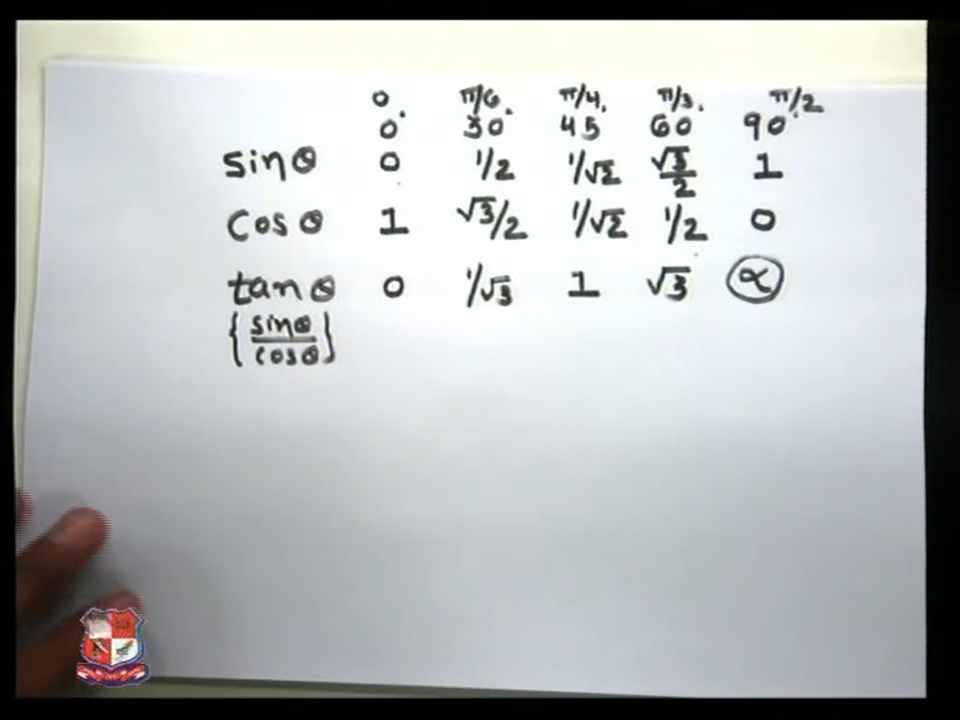 0 π/6 π/4 π/3 π/2
0° 30° 45° 60° 90°
sinθ 0 1/2 1/√2 √3/2 1
cosθ 1 √3/2 1/√2 1/2 0
tanθ 0 1/√3 1 √3 ∝
{sinθ/cosθ}